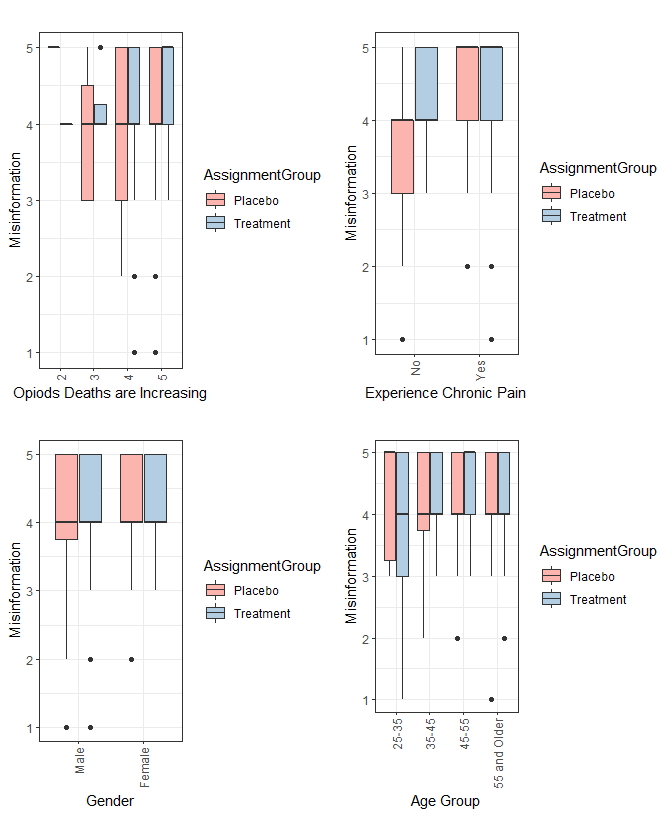 5
4
3
2
1
Misinformation
2
3
4
5
Opiods Deaths are Increasing
AssignmentGroup
Placebo
Treatment
5
4
3
2
1
Misinformation
No
Yes
Experience Chronic Pain
AssignmentGroup
Placebo
Treatment
5
4
3
2
1
Misinformation
Male
Female
Gender
AssignmentGroup
Placebo
Treatment
5
4
3
2
1
Misinformation
25-35
35-45
45-55
55 and Older
Age Group
AssignmentGroup
Placebo
Treatment